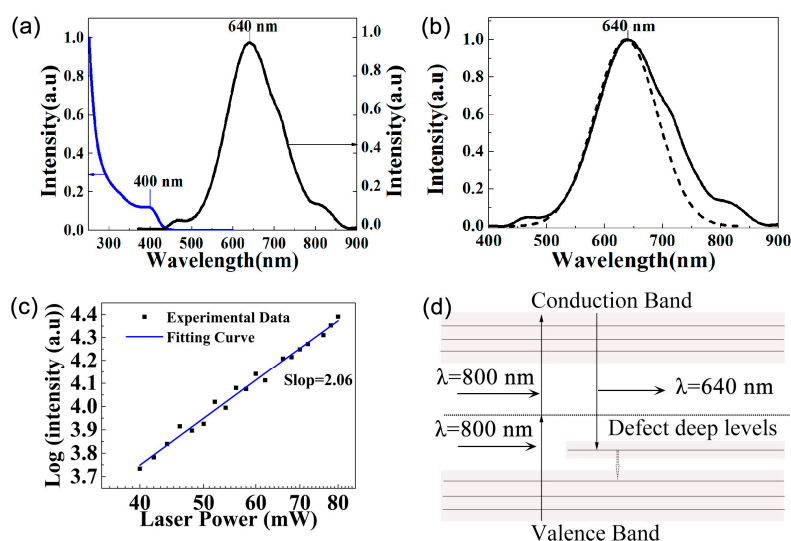 (a)
640 nm
1.0
0.8
0.6
0.4
0.2
0.0
Intensity(a.u)
400 nm
1.0
0.8
0.6
0.4
0.2
0.0
Intensity(a.u)
300 400 500 600 700 800 900
Wavelength(nm)
(b)
640 nm
1.0
0.8
0.6
0.4
0.2
0.0
Intensity(a.u)
400 500 600 700 800 900
Wavelength(nm)
(c)
4.4
4.3
4.2
4.1
4.0
3.9
3.8
3.7
Log (intensity (a.u))
Experimental Data
Fitting Curve
Slop=2.06
40 50 60 70 80
Laser Power (mW)
(d)
Conduction Band
λ=800 nm
λ=640 nm
λ=800 nm
Defect deep levels
Valence Band